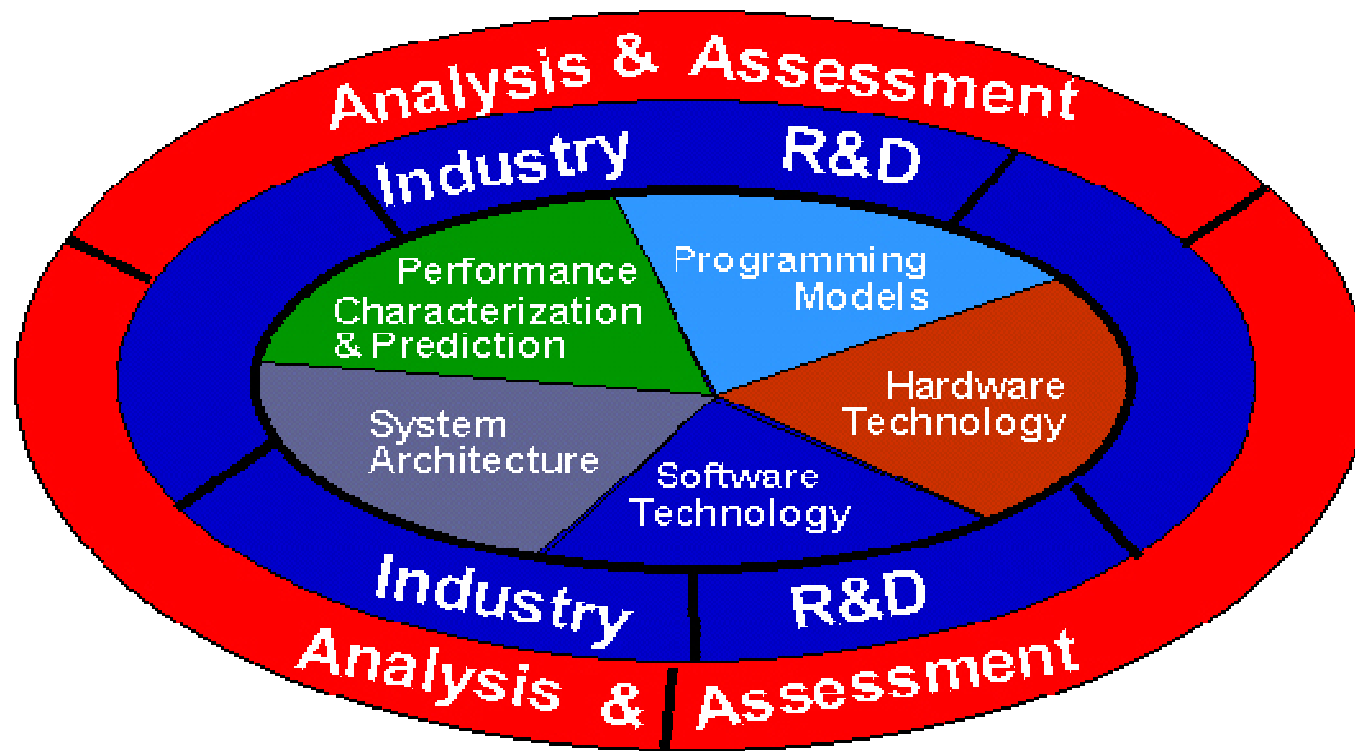 Analysis & Assessment
Industry R&D
Performance
Characterization
& Prediction
Programming
Models
Hardware
Technology
System
Architecture
Software
Technology
Industry R&D
Analysis & Assessment